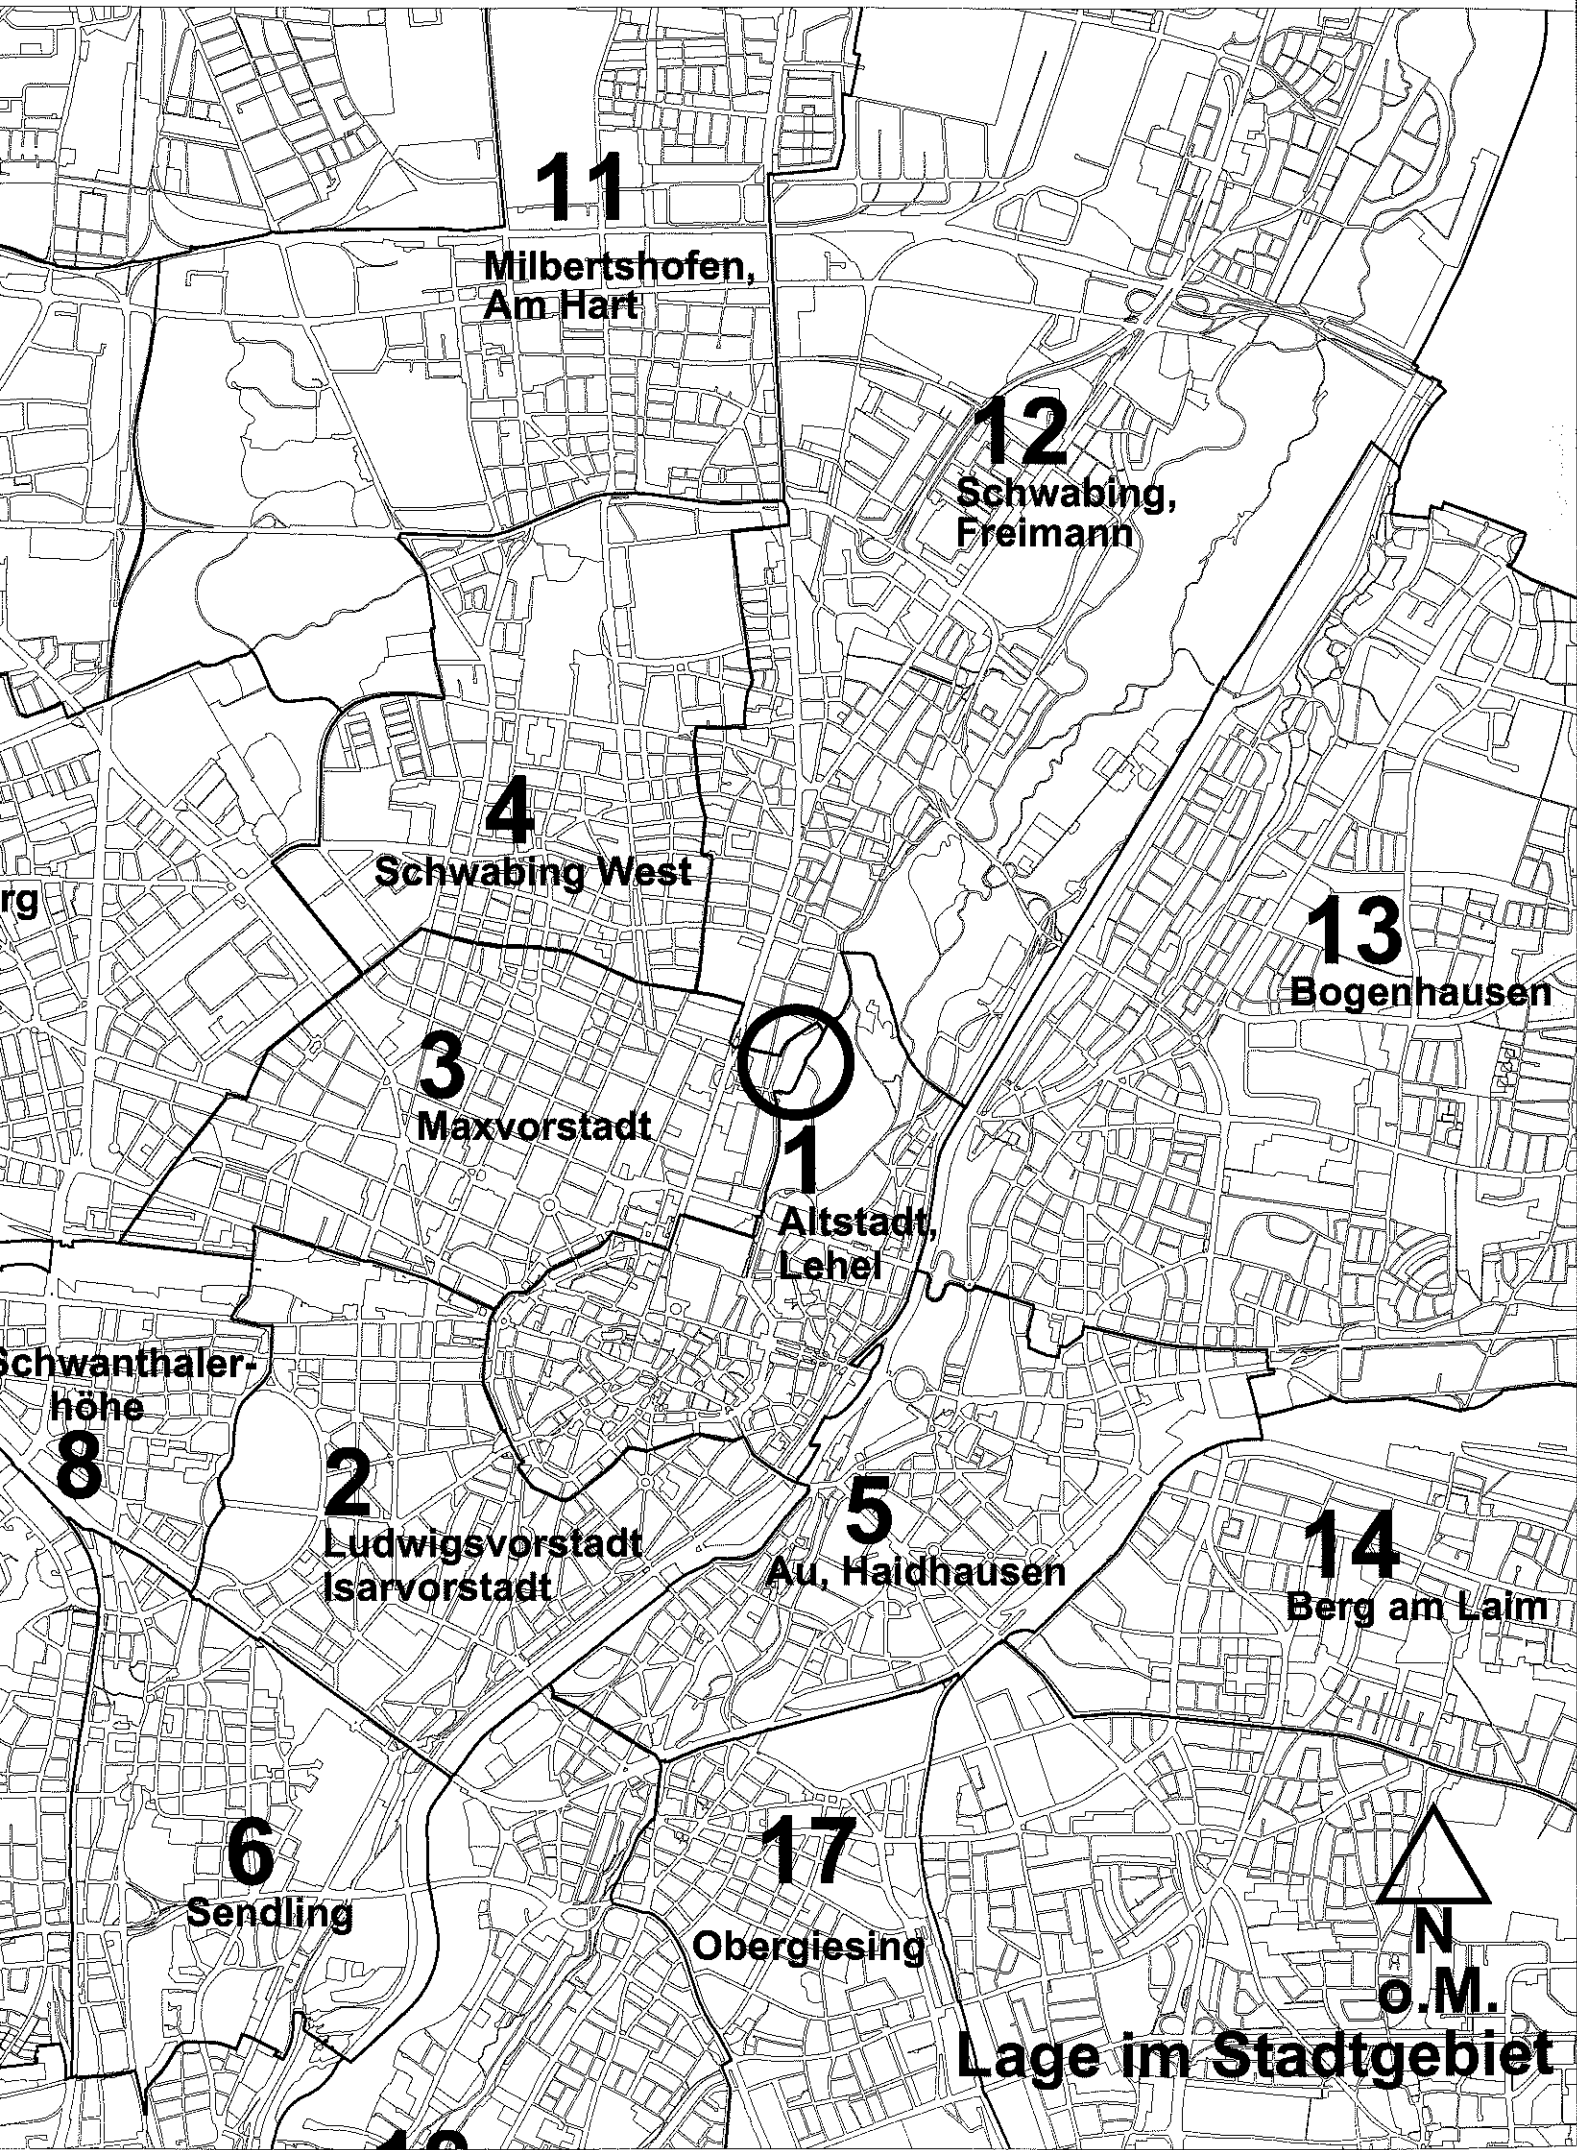 11
Milbertshofen,
Am Hart
12
Schwabing,
Freimann
4
Schwabing West
rg
13
Bogenhausen
3
Maxvorstadt
1
Altstadt,
Lehel
Schwanthaler-
höhe
8
2
Ludwigsvorstadt
Isarvorstadt
5
Au, Haidhausen
14
Berg am Laim
6
Sendling
17
Obergiesing
N
o.M.
Lage im Stadtgebiet